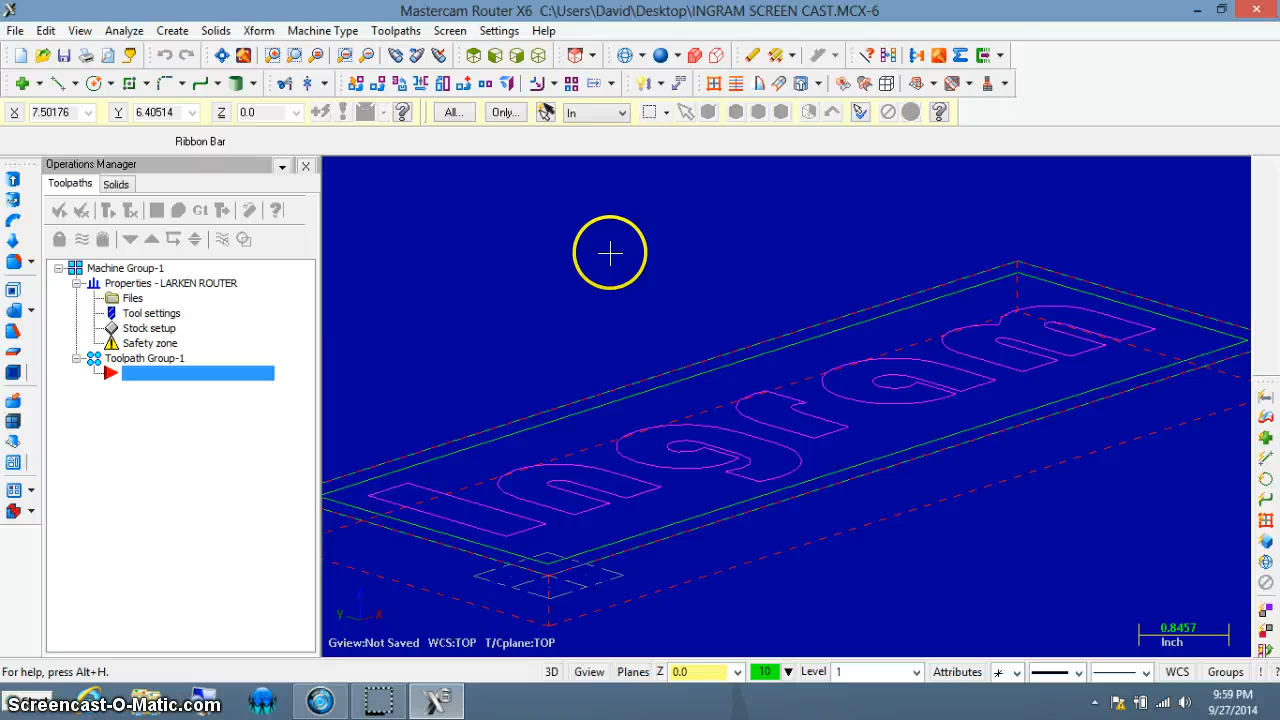 Mastercam Router X6 C:\Users\David\Desktop\INGRAM SCREEN CAST.MCX-6
File Edit View Analyze Create Solids Xform Machine Type Toolpaths Screen Settings Help
X 7.50176 Y 6.40514 Z 0.0 All... Only... In
Ribbon Bar
Operations Manager
Toolpaths Solids
G1
Machine Group-1
Properties - LARKEN ROUTER
Files
Tool settings
Stock setup
Safety zone
Toolpath Group-1
Ingram
Y X
Gview:Not Saved WCS:TOP T/Cplane:TOP
0.8457
Inch
For help, press Alt+H.
3D Gview Planes Z 0.0 10 Level 1 Attributes WCS Groups ?
Screencast-O-Matic.com
9:59 PM
9/27/2014